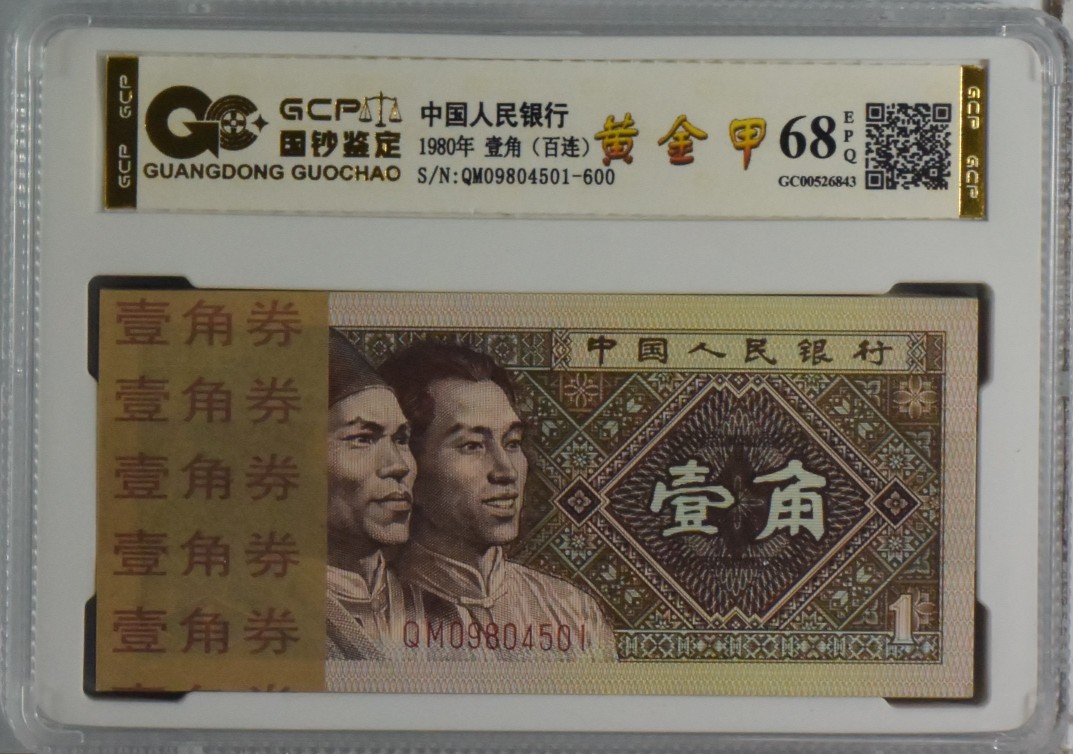 GCP GCP
GCP
国钞鉴定
GUANGDONG GUOCHAO
中国人民银行
1980年 壹角（百连）
S/N:QM09804501-600
黄金甲
68
EPQ
GC00526843
GCP GCP
壹角券
壹角券
壹角券
壹角券
壹角券
中国人民银行
壹角
1
QM09804501